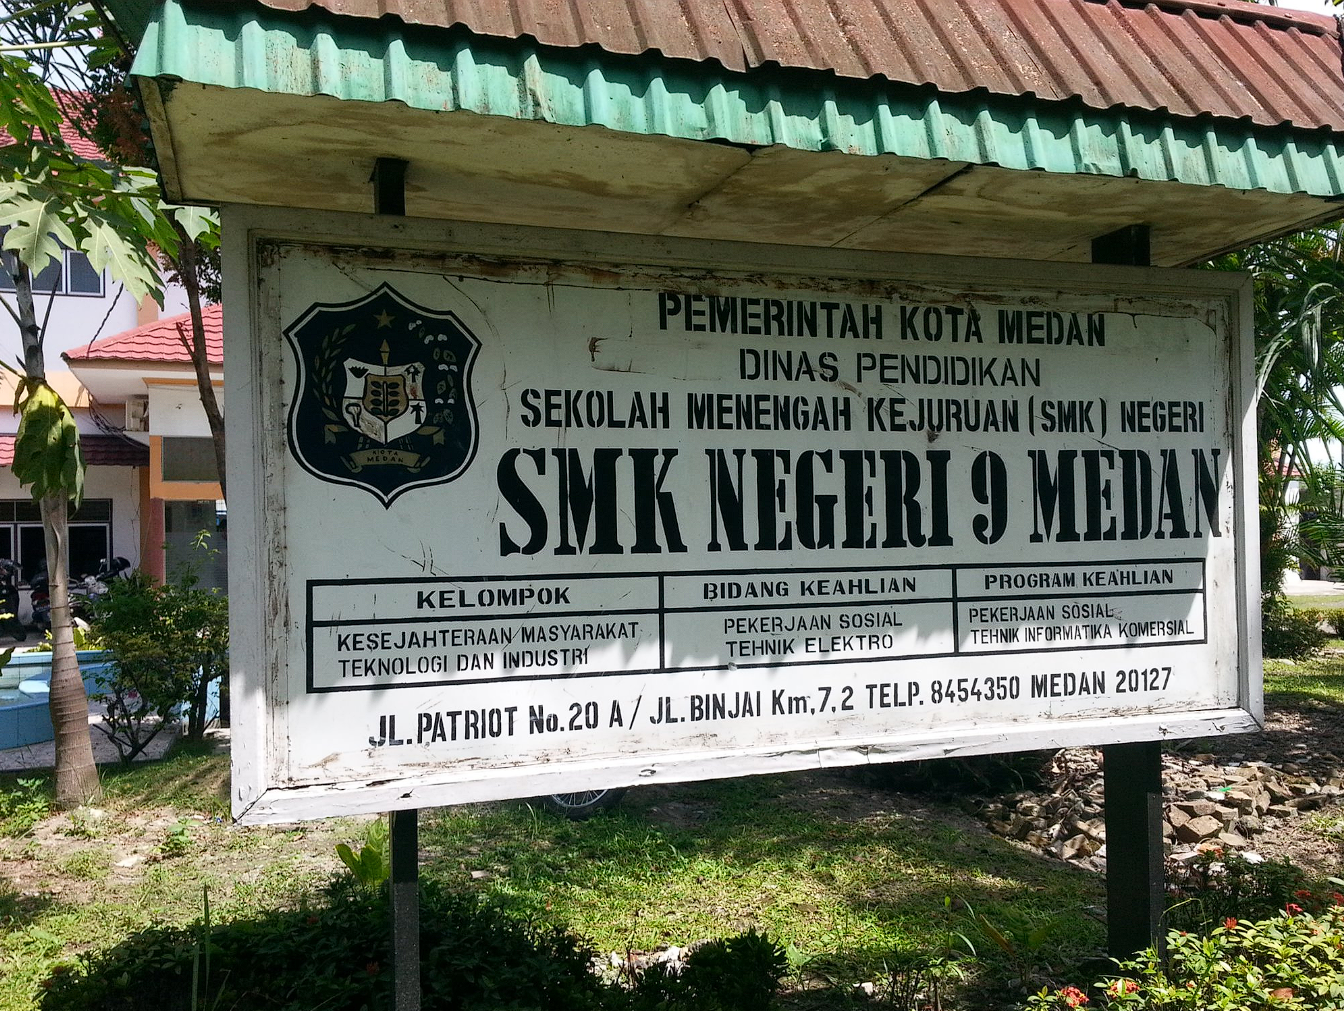 PEMERINTAH KOTA MEDAN
DINAS PENDIDIKAN
SEKOLAH MENENGAH KEJURUAN (SMK) NEGERI
SMK NEGERI 9 MEDAN
KOTA
MEDAN
KELOMPOK BIDANG KEAHLIAN PROGRAM KEAHLIAN
KESEJAHTERAAN MASYARAKAT PEKERJAAN SOSIAL PEKERJAAN SOSIAL
TEKNOLOGI DAN INDUSTRI TEHNIK ELEKTRO TEHNIK INFORMATIKA KOMERSIAL
JL.PATRIOT No.20 A / JL.BINJAI Km,7,2 TELP. 8454350 MEDAN 20127